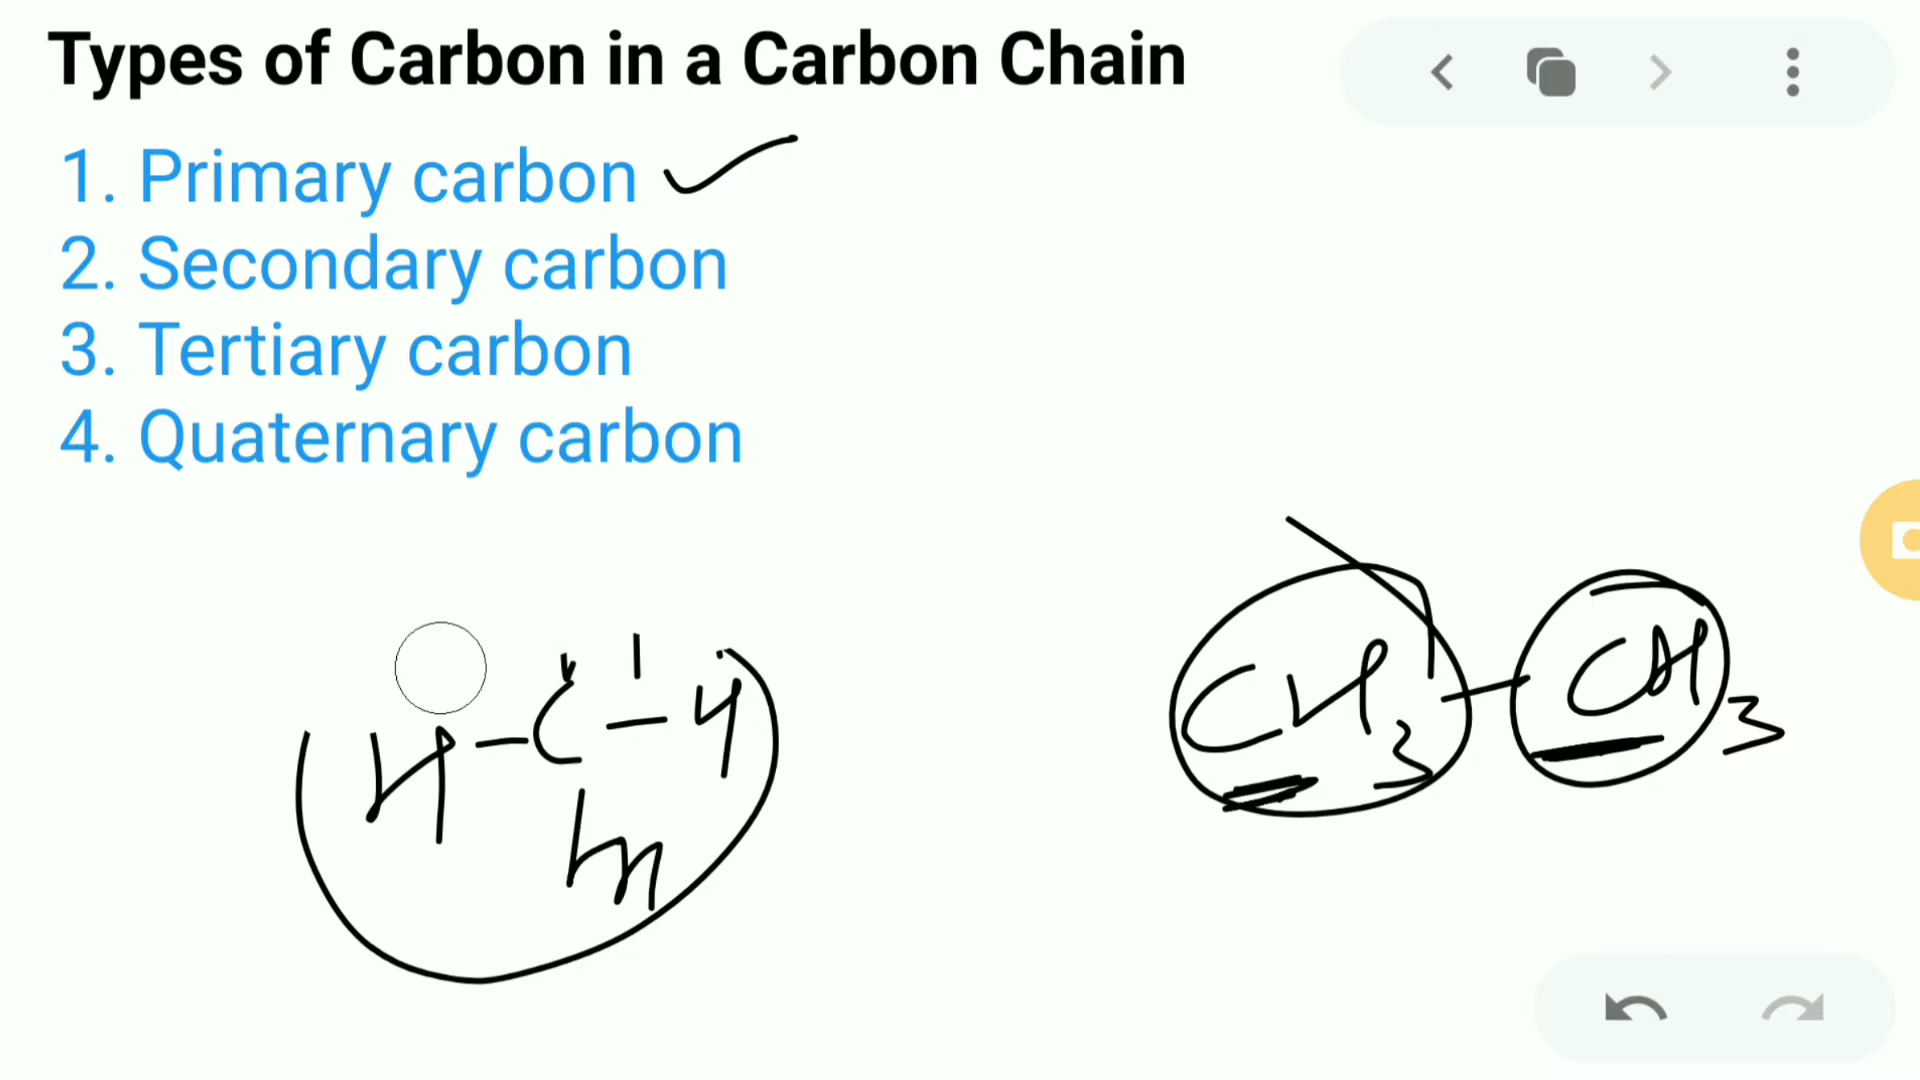 Types of Carbon in a Carbon Chain
1. Primary carbon
2. Secondary carbon
3. Tertiary carbon
4. Quaternary carbon
CH3-CH3
H-C-H